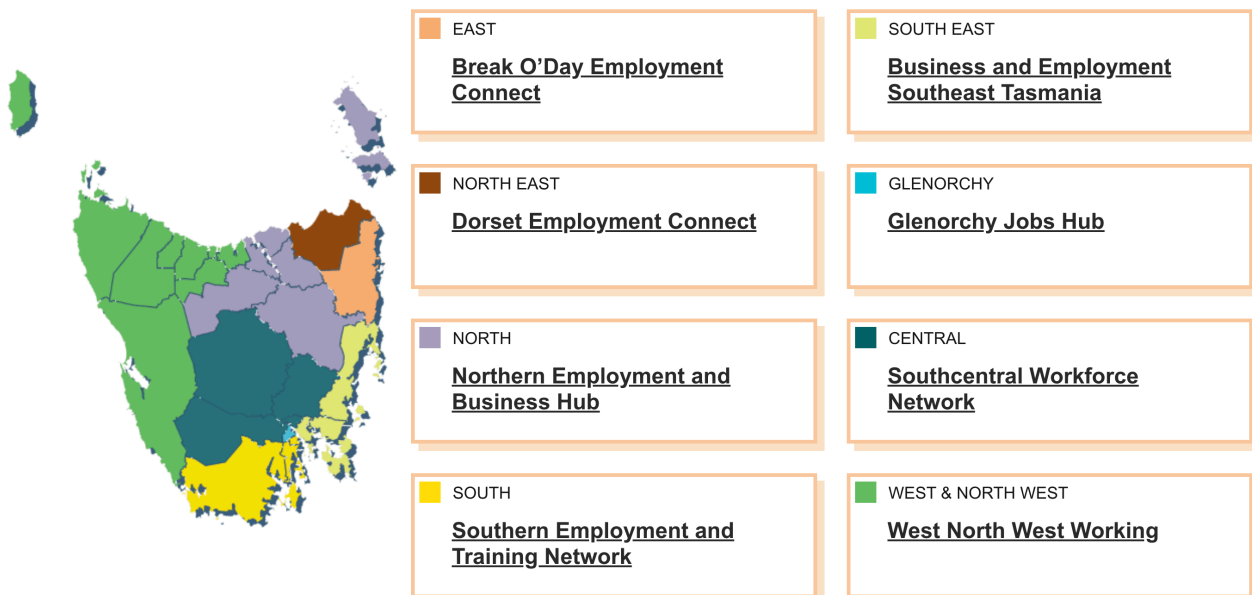 EAST
Break O’Day Employment
Connect
SOUTH EAST
Business and Employment
Southeast Tasmania
NORTH EAST
Dorset Employment Connect
GLENORCHY
Glenorchy Jobs Hub
NORTH
Northern Employment and
Business Hub
CENTRAL
Southcentral Workforce
Network
SOUTH
Southern Employment and
Training Network
WEST & NORTH WEST
West North West Working